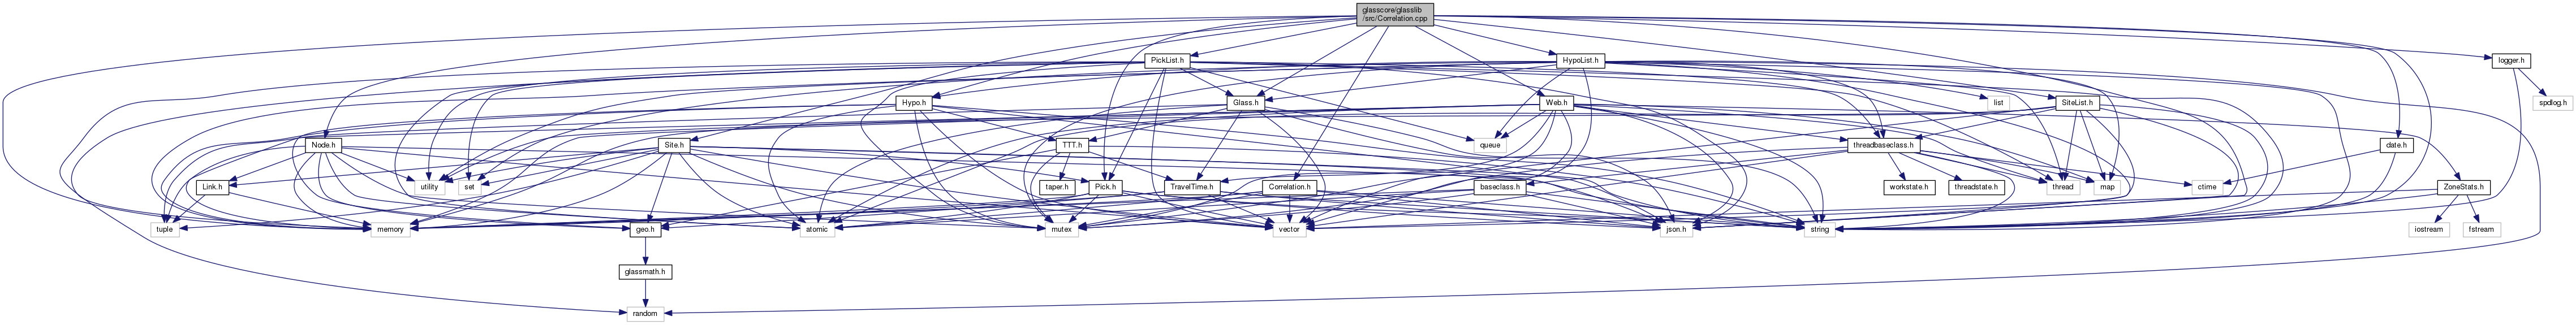 glasscore/glasslib
/src/Correlation.cpp
PickList.h
HypoList.h
logger.h
Hypo.h
Glass.h
Web.h
list
SiteList.h
spdlog.h
Node.h
Site.h
TTT.h
queue
threadbaseclass.h
date.h
Link.h
utility
set
taper.h
Pick.h
TravelTime.h
Correlation.h
baseclass.h
workstate.h
threadstate.h
thread
map
ctime
ZoneStats.h
tuple
memory
geo.h
atomic
mutex
vector
json.h
string
iostream
fstream
glassmath.h
random